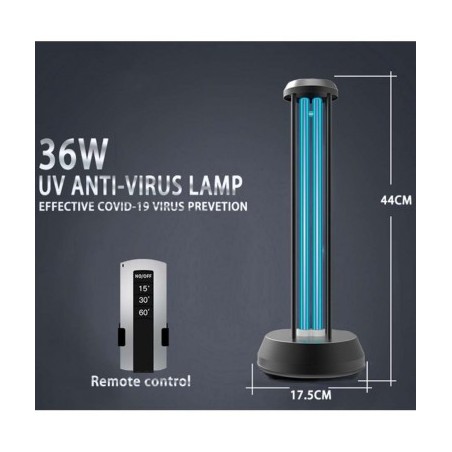 36W
UV ANTI-VIRUS LAMP
EFFECTIVE COVID-19 VIRUS PREVETION
44CM
NO/OFF
15'
30'
60'
Remote control
17.5CM